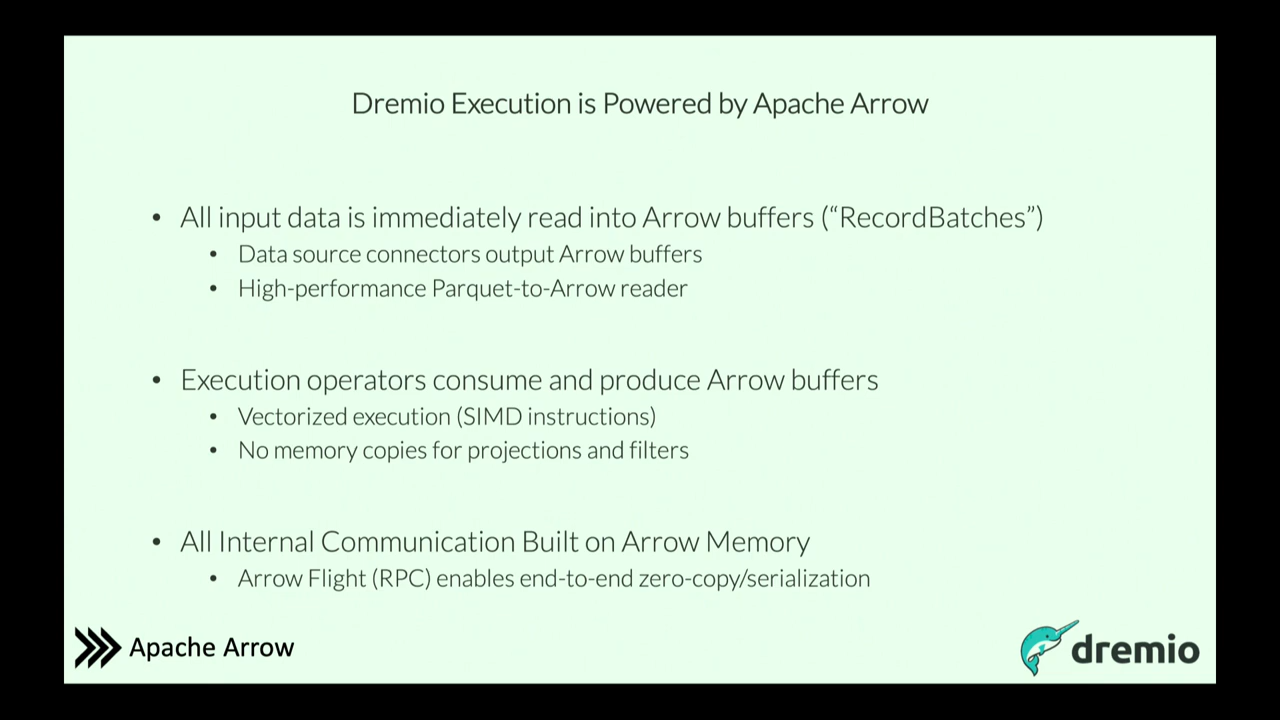 Dremio Execution is Powered by Apache Arrow
• All input data is immediately read into Arrow buffers (“RecordBatches”)
• Data source connectors output Arrow buffers
• High-performance Parquet-to-Arrow reader
• Execution operators consume and produce Arrow buffers
• Vectorized execution (SIMD instructions)
• No memory copies for projections and filters
• All Internal Communication Built on Arrow Memory
• Arrow Flight (RPC) enables end-to-end zero-copy/serialization
Apache Arrow
dremio